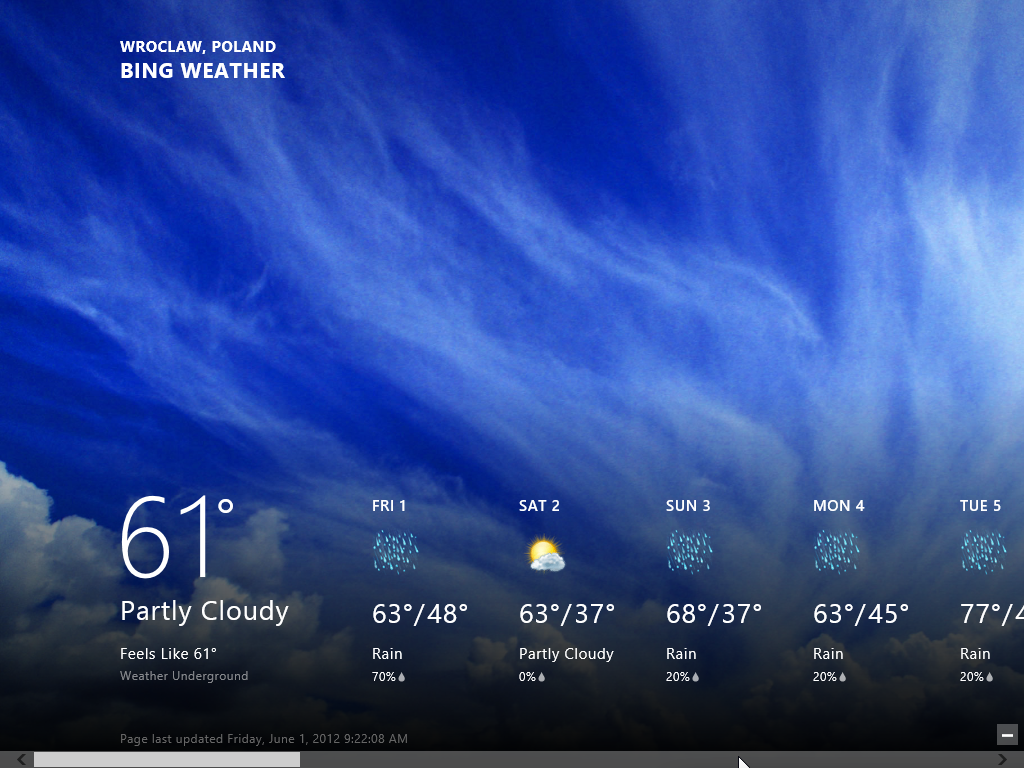 WROCLAW, POLAND
BING WEATHER
61°
Partly Cloudy
Feels Like 61°
Weather Underground
FRI 1
63°/48°
Rain
70%
SAT 2
63°/37°
Partly Cloudy
0%
SUN 3
68°/37°
Rain
20%
MON 4
63°/45°
Rain
20%
TUE 5
77°/4
Rain
20%
Page last updated Friday, June 1, 2012 9:22:08 AM